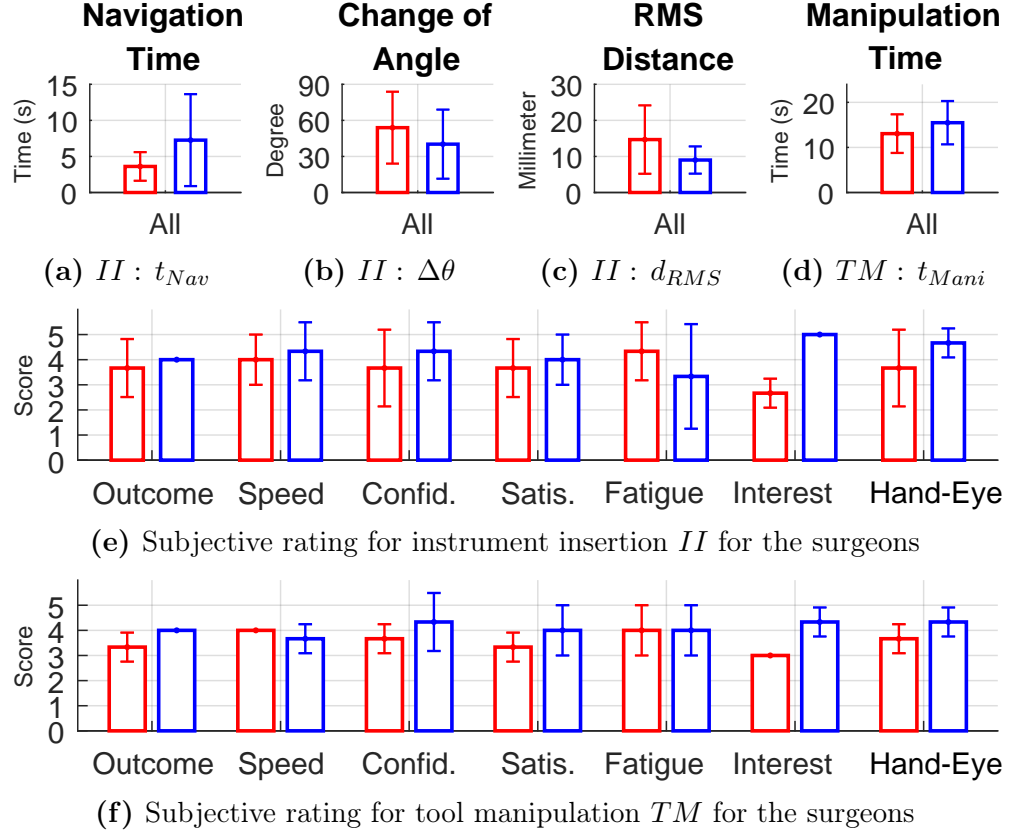 Navigation Time
Change of Angle
RMS Distance
Manipulation Time
Time (s)
15
10
5
0
All
Degree
90
60
30
0
All
Millimeter
30
20
10
0
All
Time (s)
20
10
0
All
(a) II : t_Nav
(b) II : Δθ
(c) II : d_RMS
(d) TM : t_Mani
Score
5
4
3
2
1
0
Outcome Speed Confid. Satis. Fatigue Interest Hand-Eye
(e) Subjective rating for instrument insertion II for the surgeons
Score
5
4
3
2
1
0
Outcome Speed Confid. Satis. Fatigue Interest Hand-Eye
(f) Subjective rating for tool manipulation TM for the surgeons